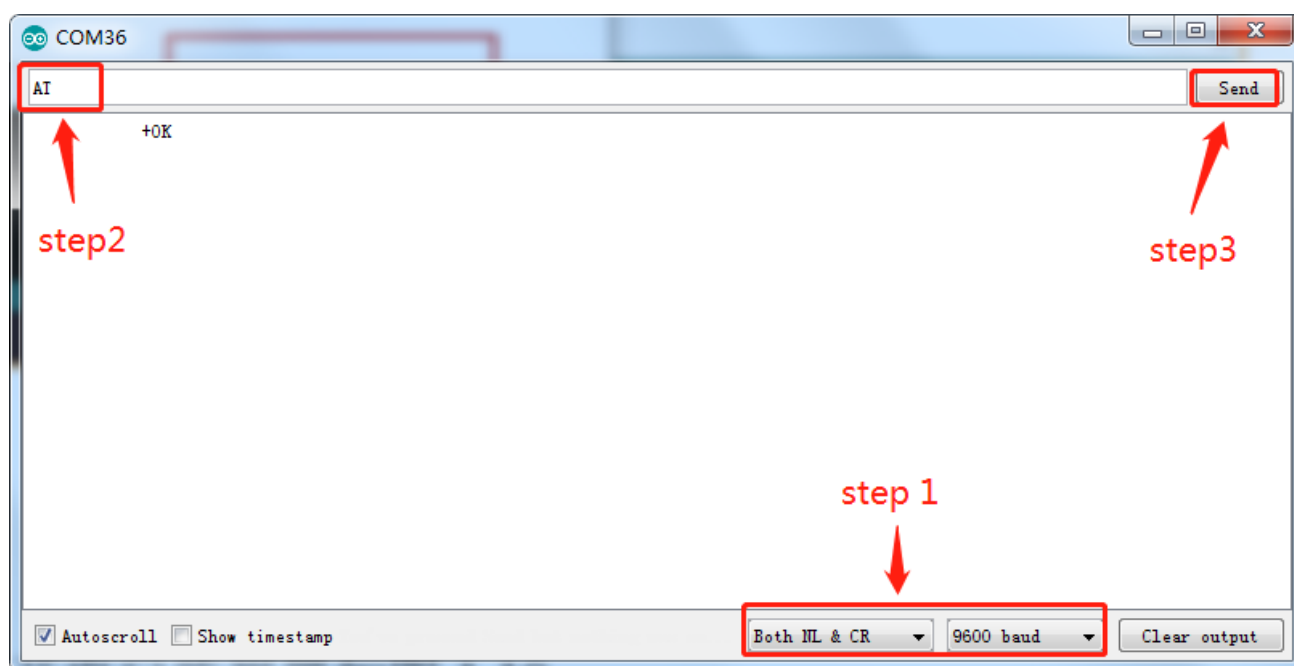 COM36
AT
Send
+OK
step2
step3
step 1
Autoscroll
Show timestamp
Both NL & CR
9600 baud
Clear output